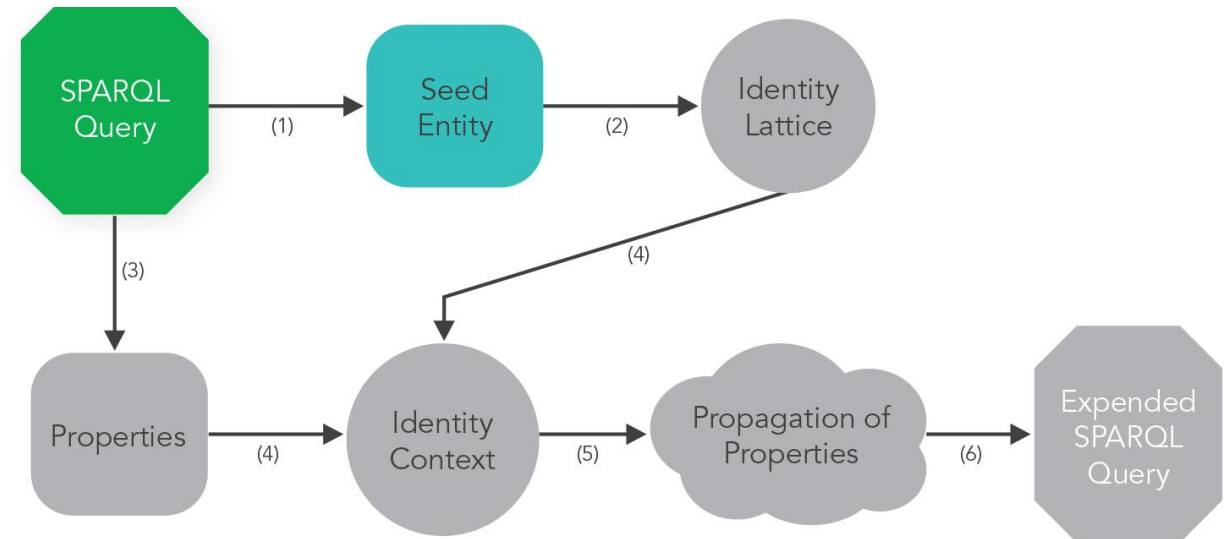 SPARQL
Query
(1)
Seed
Entity
(2)
Identity
Lattice
(3)
(4)
Properties
(4)
Identity
Context
(5)
Propagation of
Properties
(6)
Expended
SPARQL
Query